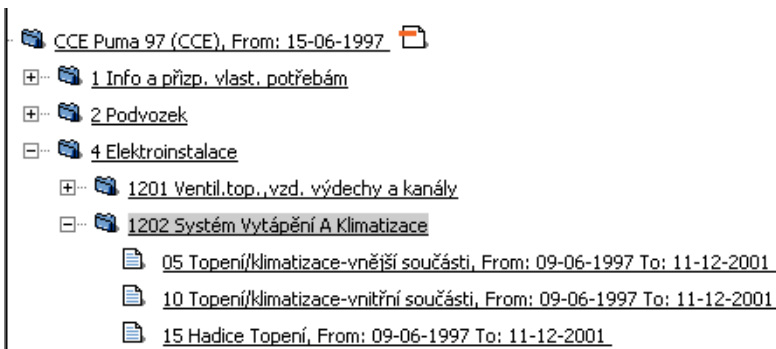 CCE Puma 97 (CCE), From: 15-06-1997
1 Info a přizp. vlast. potřebám
2 Podvozek
4 Elektroinstalace
1201 Ventil.top.,vzd. výdechy a kanály
1202 Systém Vytápění A Klimatizace
05 Topení/klimatizace-vnější součásti, From: 09-06-1997 To: 11-12-2001
10 Topení/klimatizace-vnitřní součásti, From: 09-06-1997 To: 11-12-2001
15 Hadice Topení, From: 09-06-1997 To: 11-12-2001